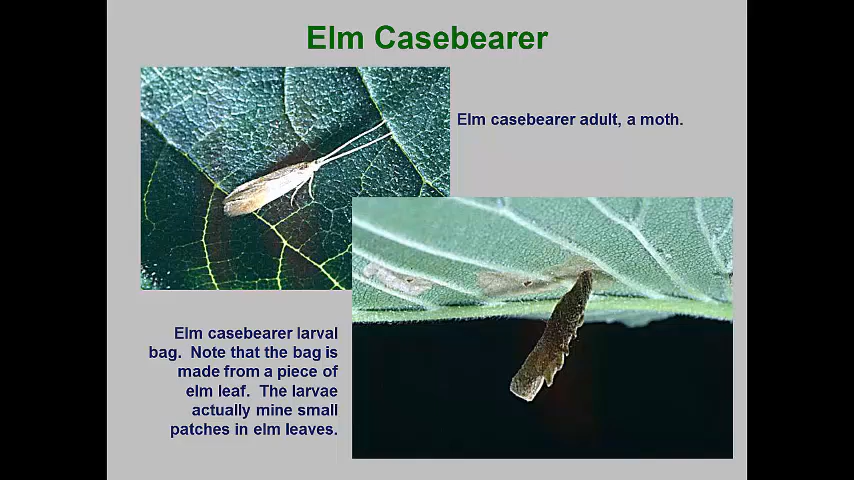 Elm Casebearer
Elm casebearer adult, a moth.
Elm casebearer larval
bag.  Note that the bag is
made from a piece of
elm leaf.  The larvae
actually mine small
patches in elm leaves.